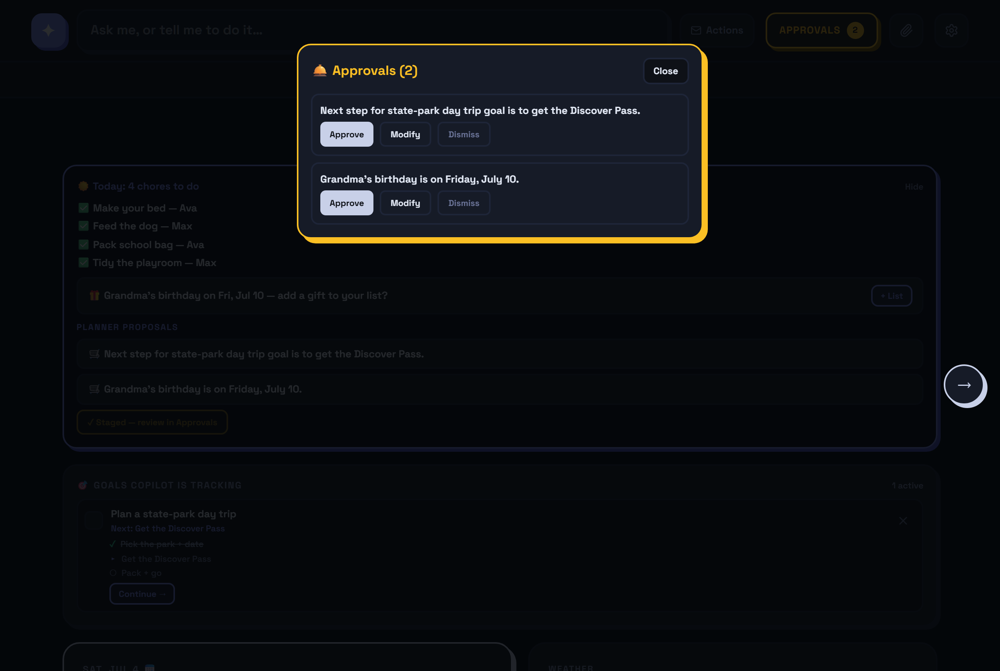 Ask me, or tell me to do it...
Actions
APPROVALS 2
Approvals (2)
Close
Next step for state-park day trip goal is to get the Discover Pass.
Approve
Modify
Dismiss
Grandma's birthday is on Friday, July 10.
Approve
Modify
Dismiss
Today: 4 chores to do
Hide
Make your bed — Ava
Feed the dog — Max
Pack school bag — Ava
Tidy the playroom — Max
Grandma's birthday on Fri, Jul 10 — add a gift to your list?
+ List
PLANNER PROPOSALS
Next step for state-park day trip goal is to get the Discover Pass.
Grandma's birthday is on Friday, July 10.
✓ Staged — review in Approvals
GOALS COPILOT IS TRACKING
1 active
Plan a state-park day trip
Next: Get the Discover Pass
Pick the park + date
Get the Discover Pass
Pack + go
Continue →
SAT, JUL 4
WEATHER